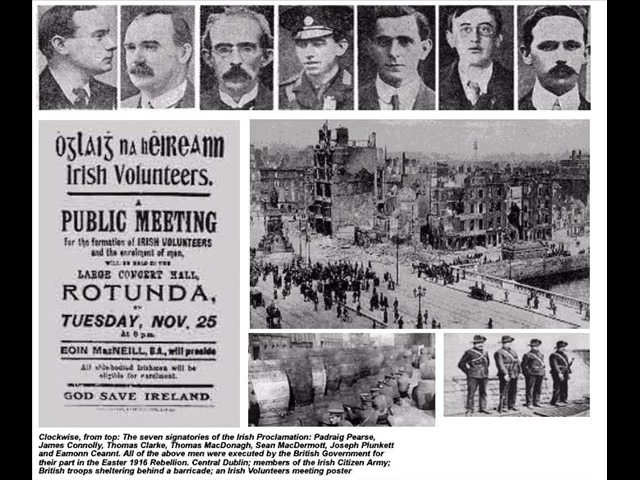 Óglaiġ na hÉireann
Irish Volunteers.
A
PUBLIC MEETING
For the formation of IRISH VOLUNTEERS
and the enrolment of men,
WILL BE HELD IN THE
LARGE CONCERT HALL,
ROTUNDA,
ON
TUESDAY, NOV. 25
At 8 p.m.
EOIN MacNEILL, B.A., will preside
All able-bodied Irishmen will be
eligible for enrolment.
GOD SAVE IRELAND.
Clockwise, from top: The seven signatories of the Irish Proclamation: Padraig Pearse,
James Connolly, Thomas Clarke, Thomas MacDonagh, Sean MacDermott, Joseph Plunkett
and Eamonn Ceannt. All of the above men were executed by the British Government for
their part in the Easter 1916 Rebellion. Central Dublin; members of the Irish Citizen Army;
British troops sheltering behind a barricade; an Irish Volunteers meeting poster